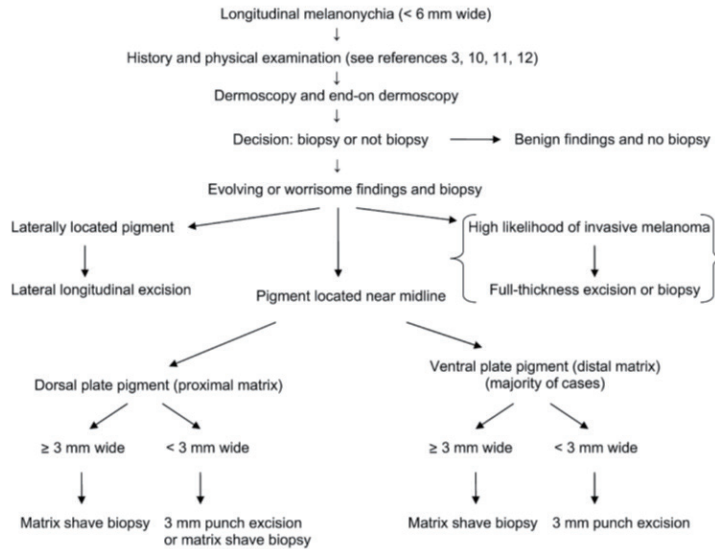 Longitudinal melanonychia (< 6 mm wide)
History and physical examination (see references 3, 10, 11, 12)
Dermoscopy and end-on dermoscopy
Decision: biopsy or not biopsy
Benign findings and no biopsy
Evolving or worrisome findings and biopsy
Laterally located pigment
High likelihood of invasive melanoma
Lateral longitudinal excision
Pigment located near midline
Full-thickness excision or biopsy
Dorsal plate pigment (proximal matrix)
Ventral plate pigment (distal matrix)
(majority of cases)
≥ 3 mm wide
< 3 mm wide
≥ 3 mm wide
< 3 mm wide
Matrix shave biopsy
3 mm punch excision
or matrix shave biopsy
Matrix shave biopsy
3 mm punch excision